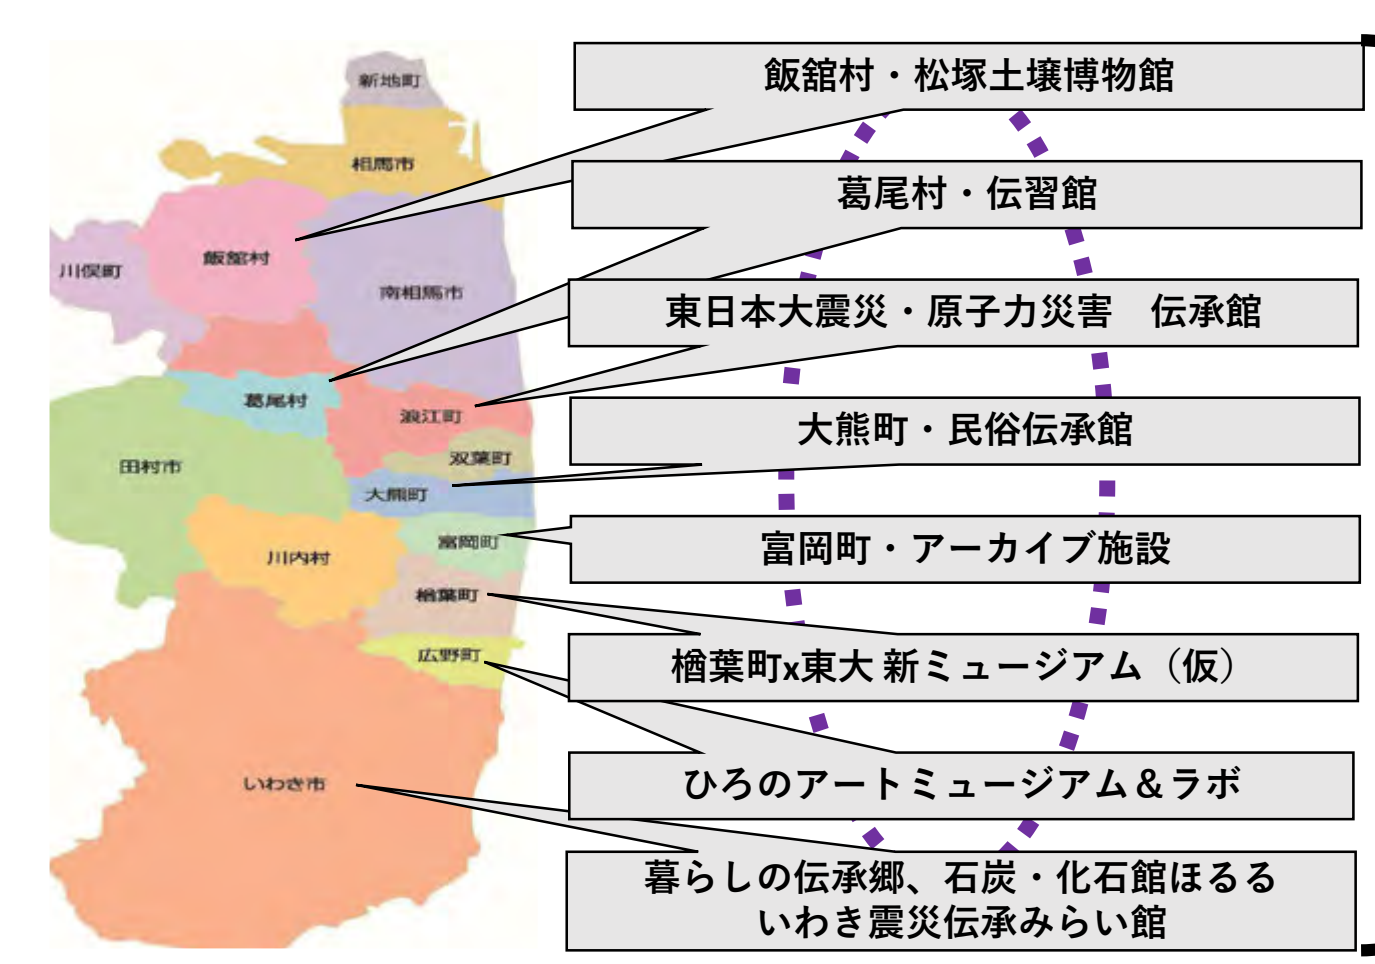 飯舘村・松塚土壌博物館
葛尾村・伝習館
東日本大震災・原子力災害　伝承館
大熊町・民俗伝承館
富岡町・アーカイブ施設
楢葉町x東大 新ミュージアム（仮）
ひろのアートミュージアム＆ラボ
暮らしの伝承郷、石炭・化石館ほるる
いわき震災伝承みらい館
新地町
相馬市
飯舘村
川俣町
南相馬市
葛尾村
浪江町
双葉町
田村市
大熊町
富岡町
川内村
楢葉町
広野町
いわき市